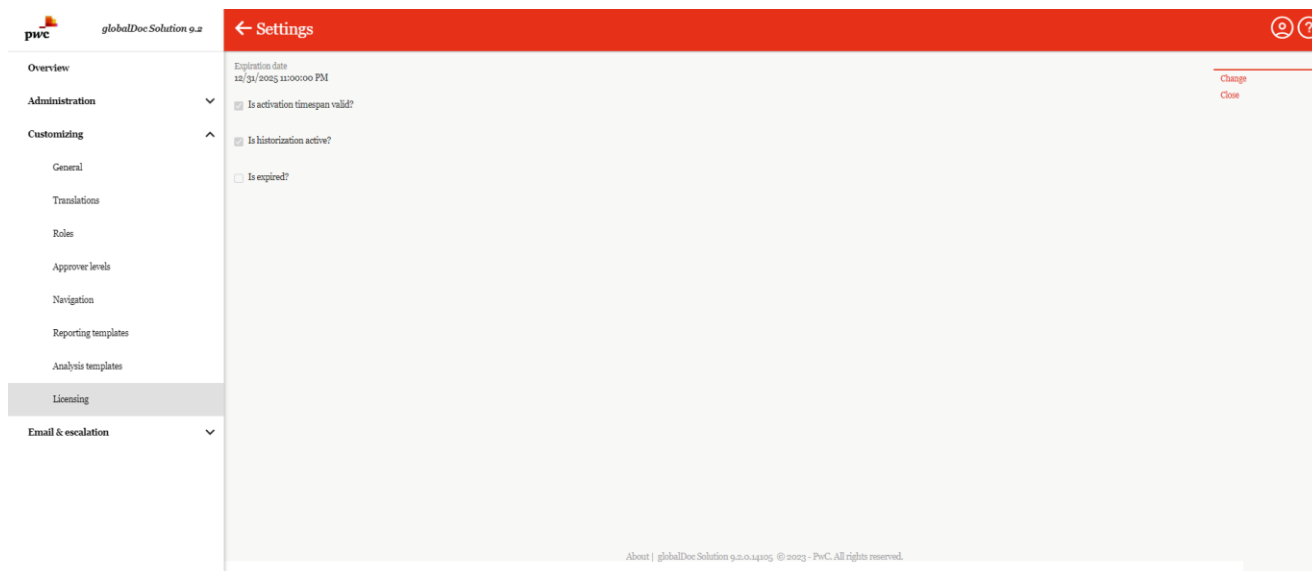 pwc
globalDoc Solution 9.2
← Settings
Overview
Administration
Customizing
General
Translations
Roles
Approver levels
Navigation
Reporting templates
Analysis templates
Licensing
Email & escalation
Expiration date
12/31/2025 11:00:00 PM
Is activation timespan valid?
Is historization active?
Is expired?
Change
Close
About | globalDoc Solution 9.2.0.14105 © 2023 - PwC. All rights reserved.